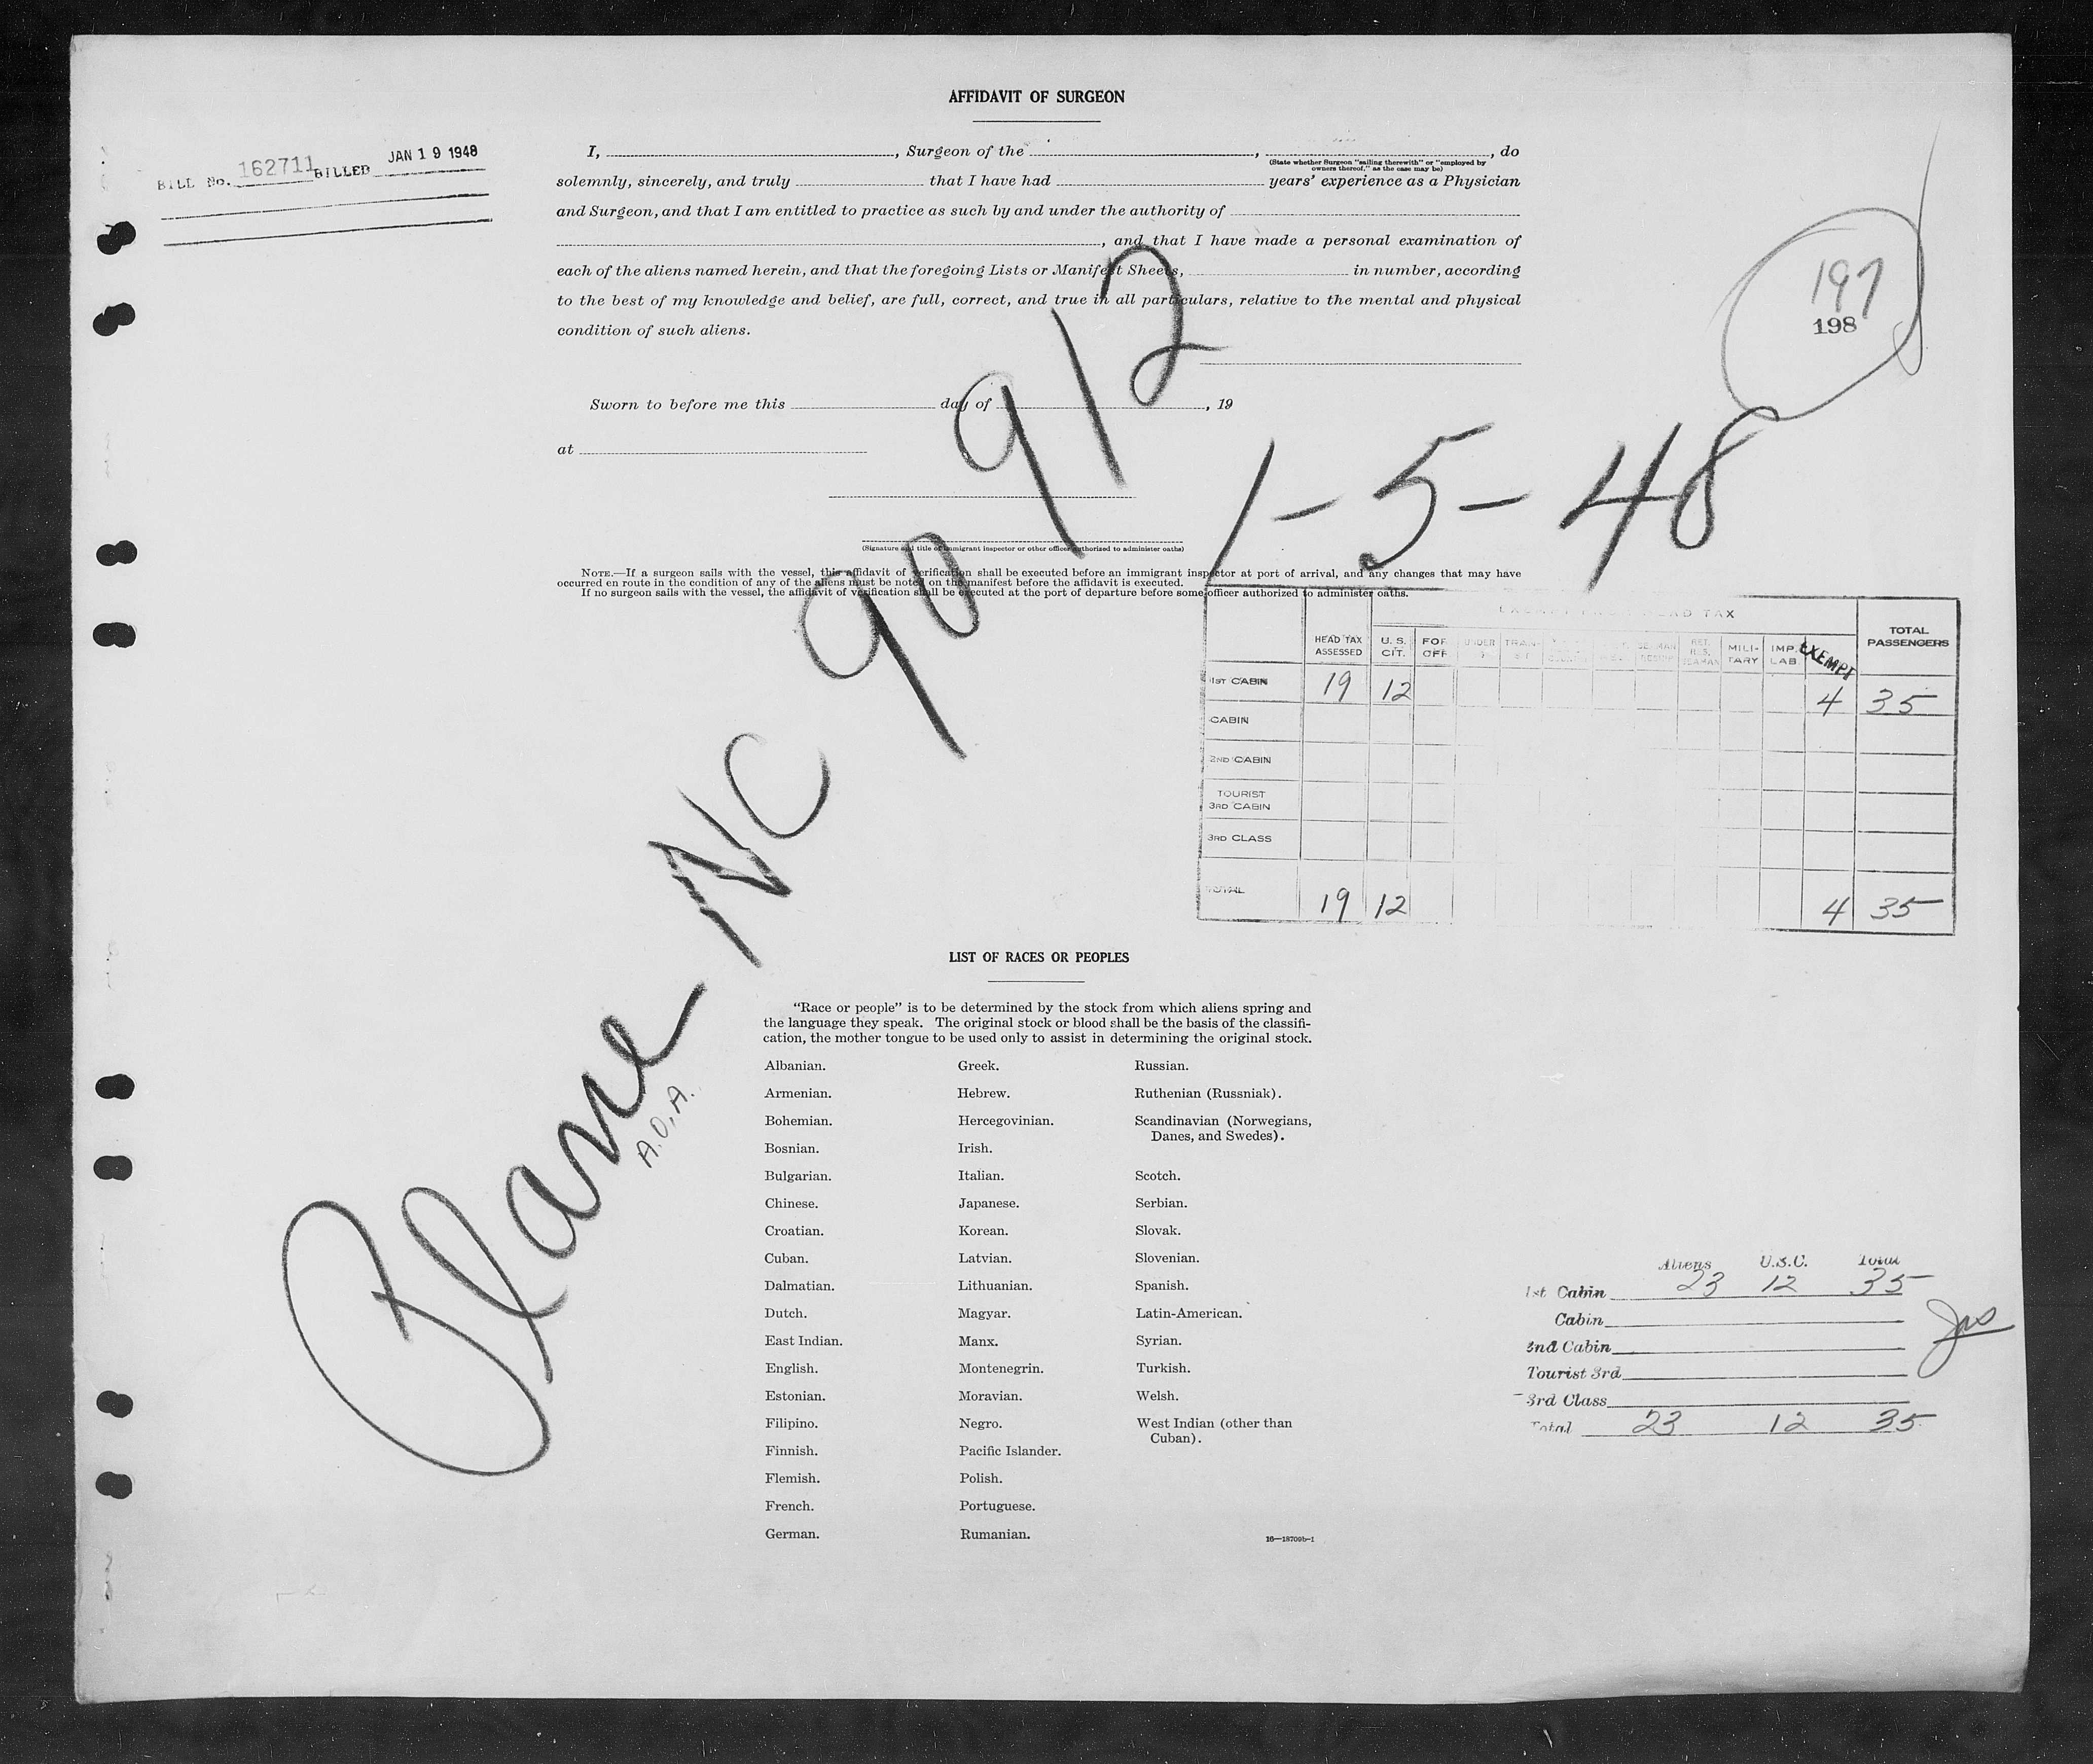 AFFIDAVIT OF SURGEON
BILL No. 162711 BILLED JAN 19 1948
I, , Surgeon of the , , do
(State whether Surgeon "sailing therewith" or "employed by
owners thereof," as the case may be)
solemnly, sincerely, and truly that I have had years' experience as a Physician
and Surgeon, and that I am entitled to practice as such by and under the authority of
, and that I have made a personal examination of
each of the aliens named herein, and that the foregoing Lists or Manifest Sheets, in number, according
to the best of my knowledge and belief, are full, correct, and true in all particulars, relative to the mental and physical
condition of such aliens.
197
198
Sworn to before me this day of , 19
at
1-5-48
(Signature and title of immigrant inspector or other officer authorized to administer oaths)
NOTE.—If a surgeon sails with the vessel, this affidavit of verification shall be executed before an immigrant inspector at port of arrival, and any changes that may have
occurred en route in the condition of any of the aliens must be noted on the manifest before the affidavit is executed.
If no surgeon sails with the vessel, the affidavit of verification shall be executed at the port of departure before some officer authorized to administer oaths.
Plane NC 90912
A.O.A.
EXEMPT FROM HEAD TAX
HEAD TAX ASSESSED U. S. CIT. FOR OFF UNDER TRAN- MILI-TARY IMP. LAB EXEMPT TOTAL PASSENGERS
1ST CABIN 19 12 4 35
CABIN
2ND CABIN
TOURIST
3RD CABIN
3RD CLASS
TOTAL 19 12 4 35
LIST OF RACES OR PEOPLES
"Race or people" is to be determined by the stock from which aliens spring and
the language they speak. The original stock or blood shall be the basis of the classifi-
cation, the mother tongue to be used only to assist in determining the original stock.
Albanian. Greek. Russian.
Armenian. Hebrew. Ruthenian (Russniak).
Bohemian. Hercegovinian. Scandinavian (Norwegians,
Danes, and Swedes).
Bosnian. Irish.
Bulgarian. Italian. Scotch.
Chinese. Japanese. Serbian.
Croatian. Korean. Slovak.
Cuban. Latvian. Slovenian.
Dalmatian. Lithuanian. Spanish.
Dutch. Magyar. Latin-American.
East Indian. Manx. Syrian.
English. Montenegrin. Turkish.
Estonian. Moravian. Welsh.
Filipino. Negro. West Indian (other than
Cuban).
Finnish. Pacific Islander.
Flemish. Polish.
French. Portuguese.
German. Rumanian.
16—18709b-1
Aliens U.S.C. Total
1st Cabin 23 12 35
Cabin
2nd Cabin
Tourist 3rd
3rd Class
Total 23 12 35